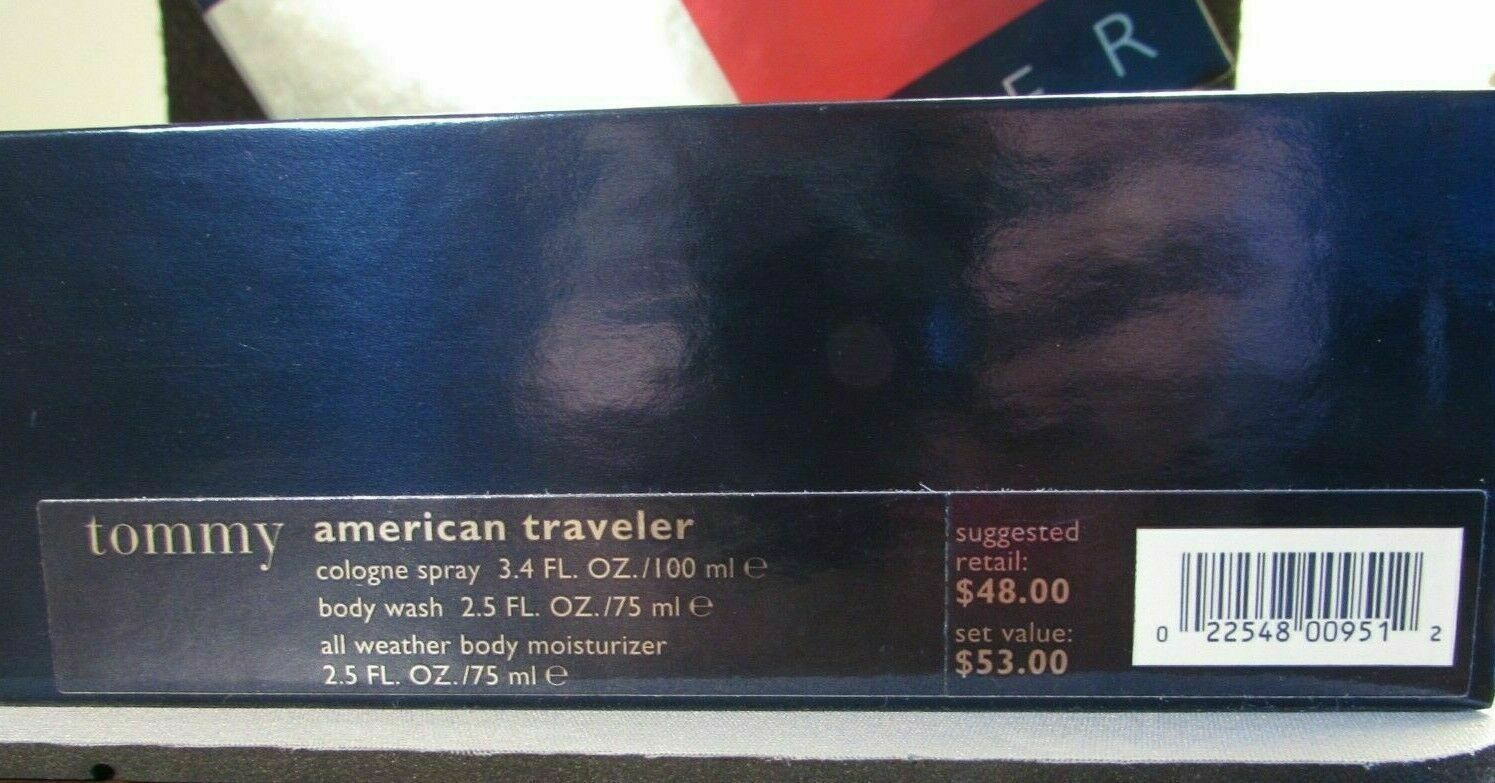 E R
tommy american traveler
cologne spray 3.4 FL. OZ./100 ml ℮
body wash 2.5 FL. OZ./75 ml ℮
all weather body moisturizer
2.5 FL. OZ./75 ml ℮
suggested
retail:
$48.00
set value:
$53.00
0 22548 00951 2